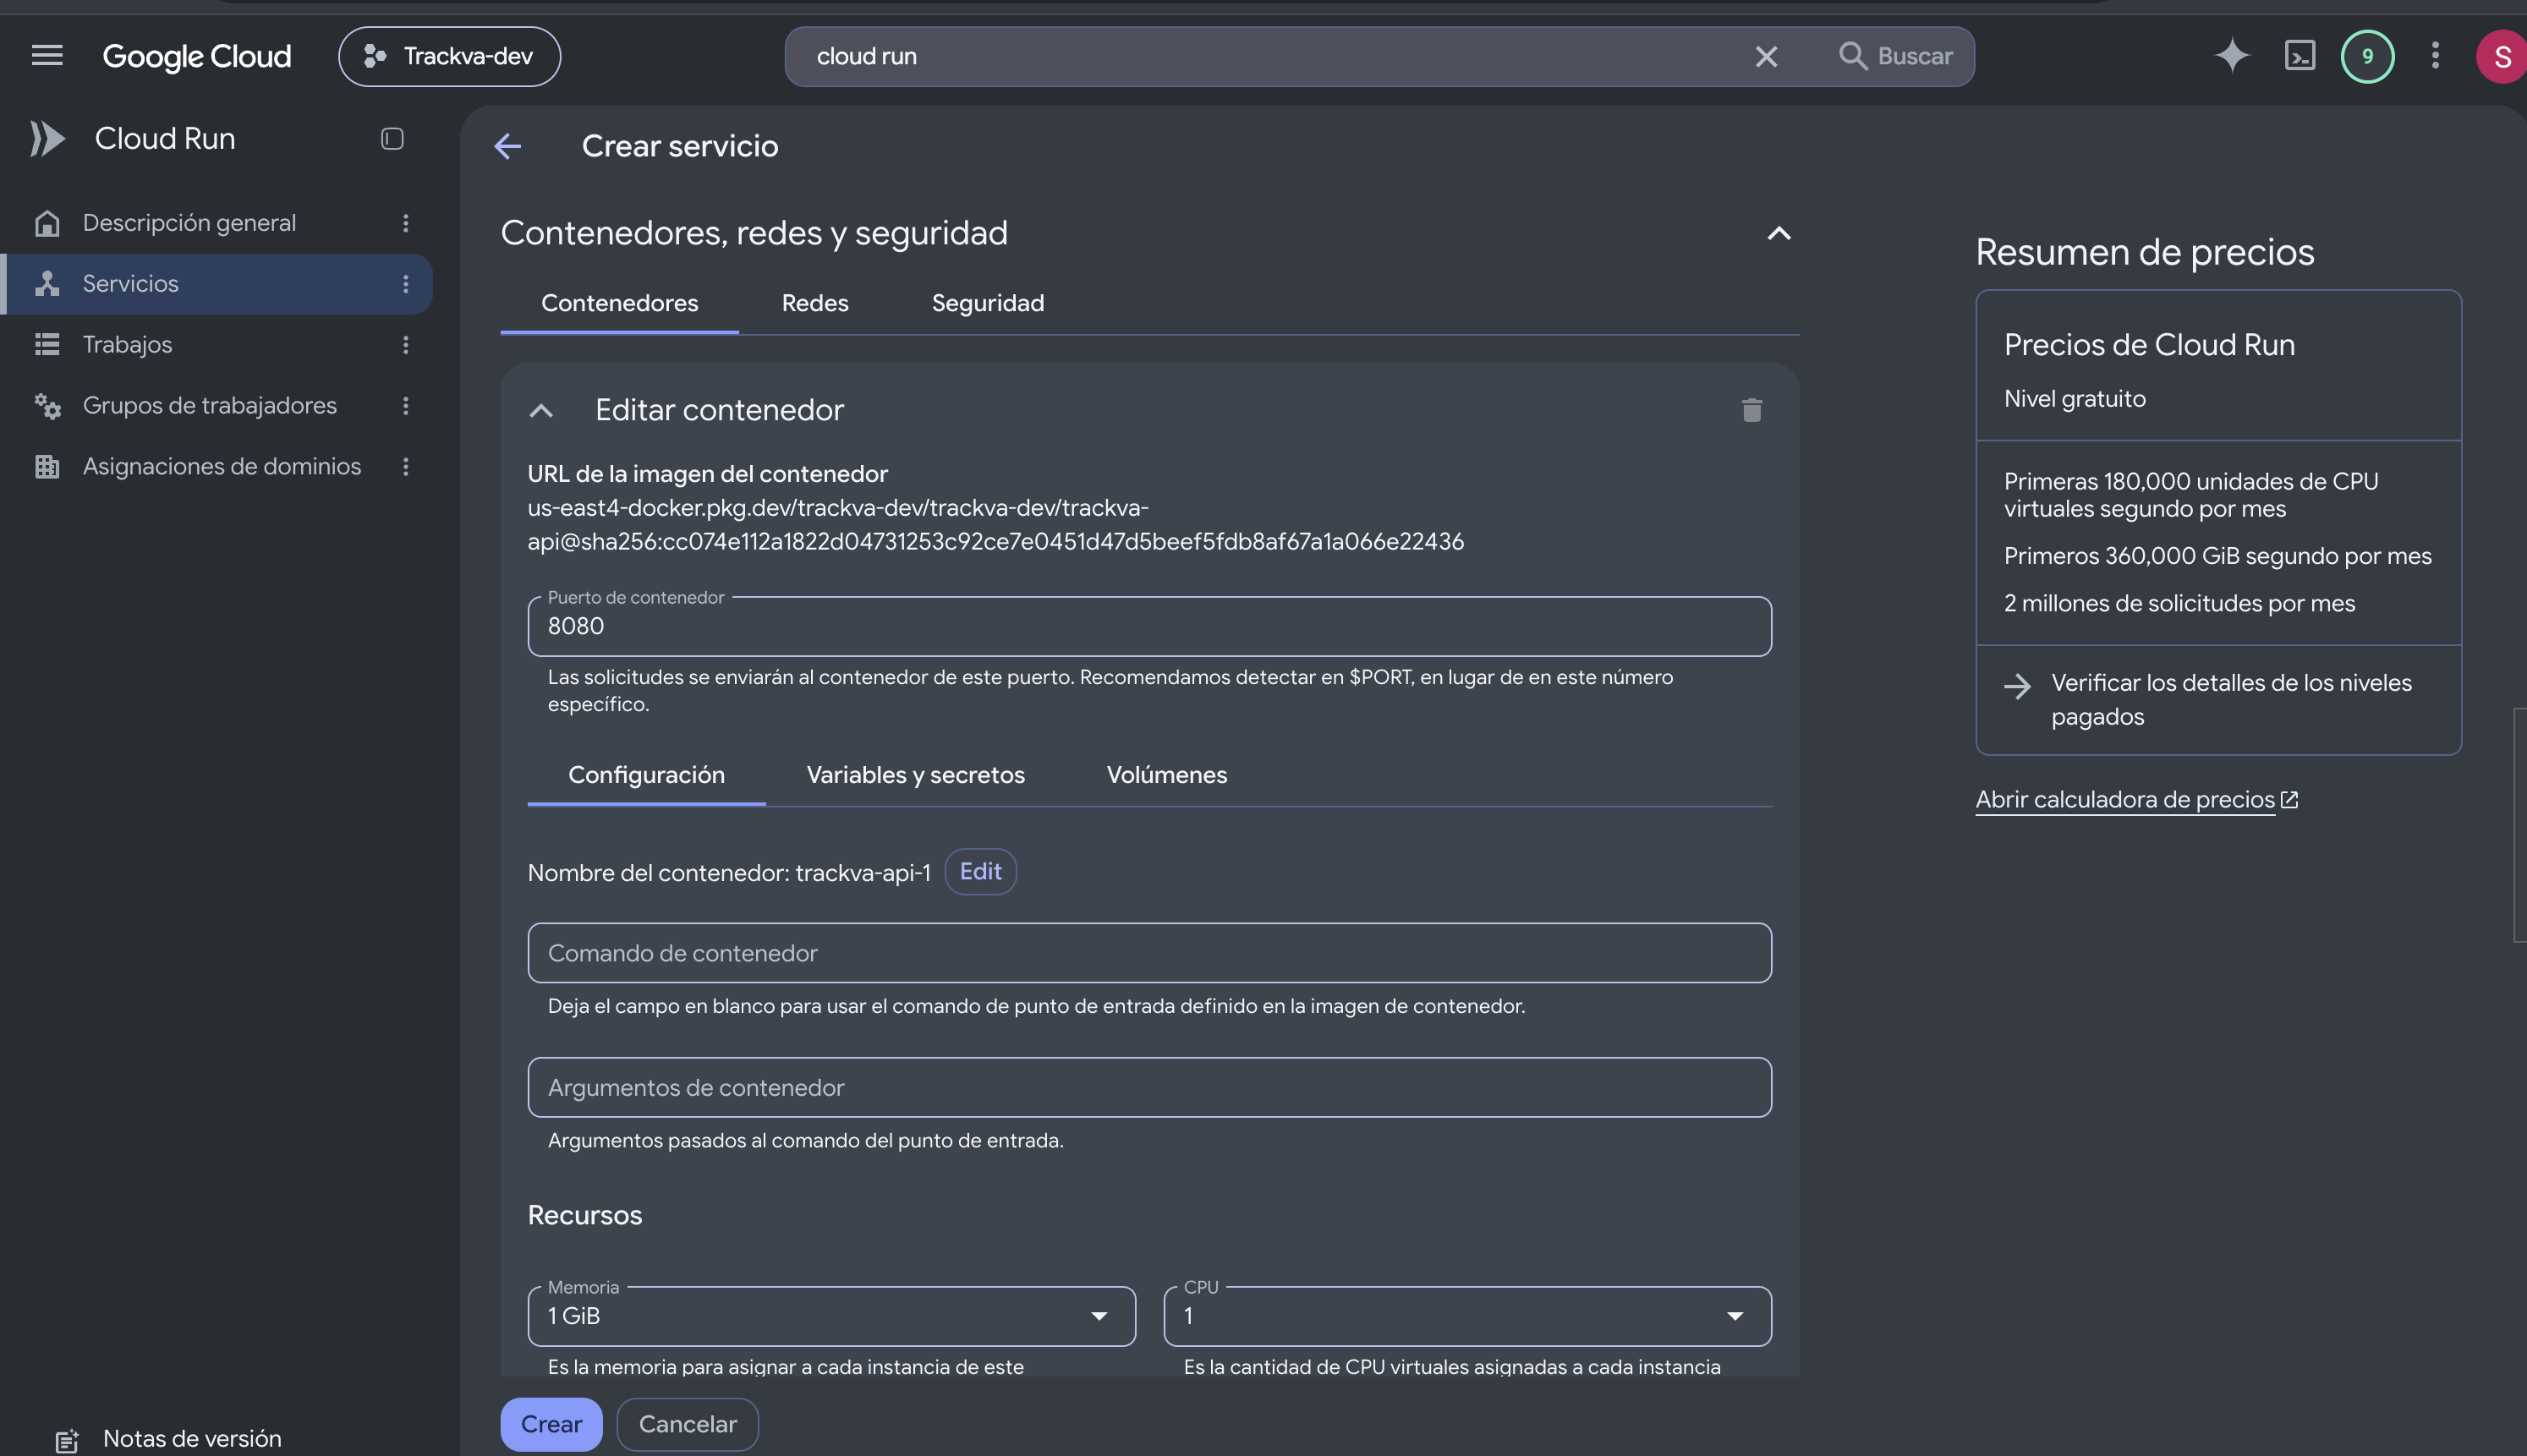 Google Cloud
Trackva-dev
cloud run
Buscar
9
S
Cloud Run
Descripción general
Servicios
Trabajos
Grupos de trabajadores
Asignaciones de dominios
Notas de versión
Crear servicio
Contenedores, redes y seguridad
Contenedores
Redes
Seguridad
Editar contenedor
URL de la imagen del contenedor
us-east4-docker.pkg.dev/trackva-dev/trackva-dev/trackva-
api@sha256:cc074e112a1822d04731253c92ce7e0451d47d5beef5fdb8af67a1a066e22436
Puerto de contenedor
8080
Las solicitudes se enviarán al contenedor de este puerto. Recomendamos detectar en $PORT, en lugar de en este número
específico.
Configuración
Variables y secretos
Volúmenes
Nombre del contenedor: trackva-api-1
Edit
Comando de contenedor
Deja el campo en blanco para usar el comando de punto de entrada definido en la imagen de contenedor.
Argumentos de contenedor
Argumentos pasados al comando del punto de entrada.
Recursos
Memoria
1 GiB
CPU
1
Es la memoria para asignar a cada instancia de este
Es la cantidad de CPU virtuales asignadas a cada instancia
Crear
Cancelar
Resumen de precios
Precios de Cloud Run
Nivel gratuito
Primeras 180,000 unidades de CPU
virtuales segundo por mes
Primeros 360,000 GiB segundo por mes
2 millones de solicitudes por mes
Verificar los detalles de los niveles
pagados
Abrir calculadora de precios